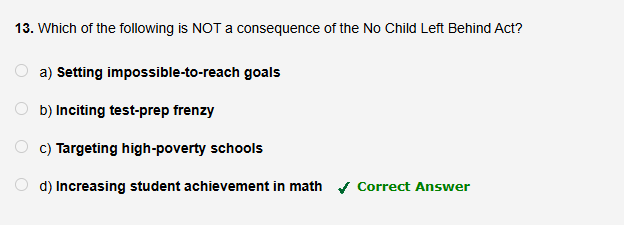 13. Which of the following is NOT a consequence of the No Child Left Behind Act?
a) Setting impossible-to-reach goals
b) Inciting test-prep frenzy
c) Targeting high-poverty schools
d) Increasing student achievement in math ✓ Correct Answer